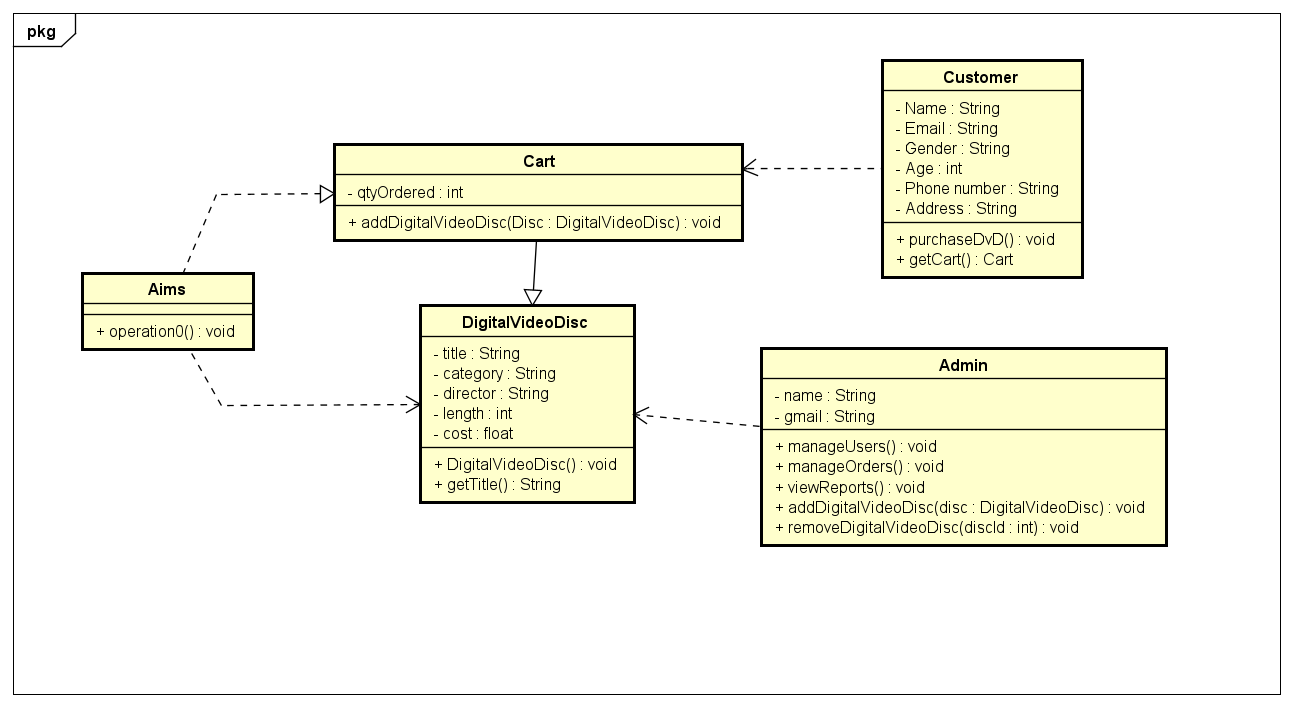 pkg
Customer
- Name : String
- Email : String
- Gender : String
- Age : int
- Phone number : String
- Address : String
+ purchaseDvD() : void
+ getCart() : Cart
Cart
- qtyOrdered : int
+ addDigitalVideoDisc(Disc : DigitalVideoDisc) : void
Aims
+ operation0() : void
DigitalVideoDisc
- title : String
- category : String
- director : String
- length : int
- cost : float
+ DigitalVideoDisc() : void
+ getTitle() : String
Admin
- name : String
- gmail : String
+ manageUsers() : void
+ manageOrders() : void
+ viewReports() : void
+ addDigitalVideoDisc(disc : DigitalVideoDisc) : void
+ removeDigitalVideoDisc(discId : int) : void